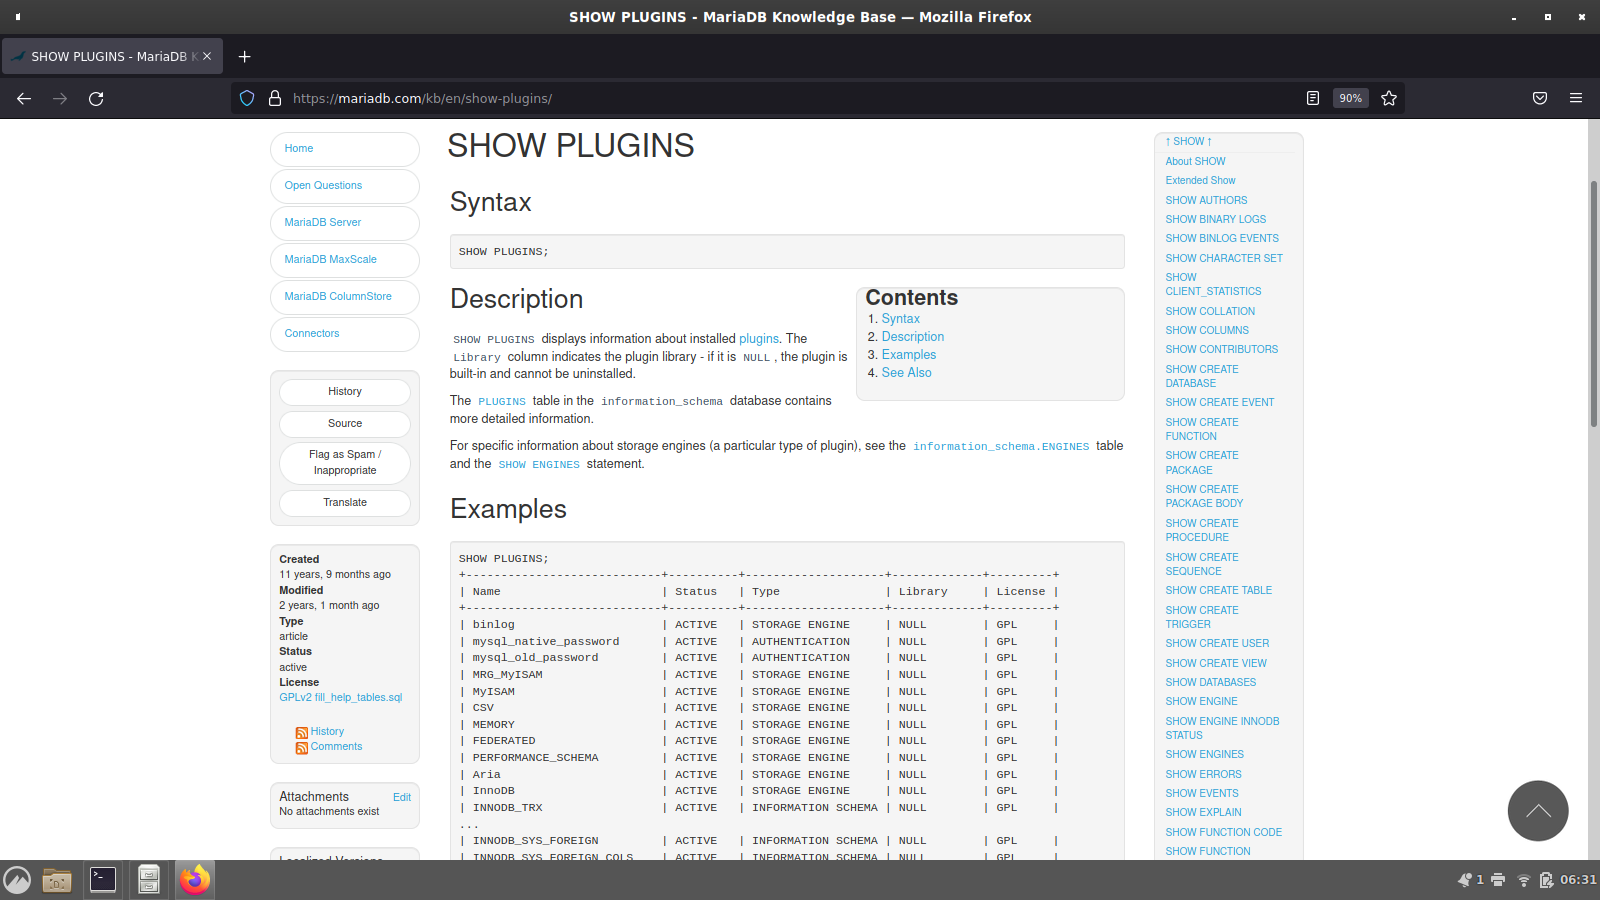 SHOW PLUGINS - MariaDB Knowledge Base — Mozilla Firefox
SHOW PLUGINS - MariaDB K
https://mariadb.com/kb/en/show-plugins/
90%
Home
Open Questions
MariaDB Server
MariaDB MaxScale
MariaDB ColumnStore
Connectors
History
Source
Flag as Spam /
Inappropriate
Translate
Created
11 years, 9 months ago
Modified
2 years, 1 month ago
Type
article
Status
active
License
GPLv2 fill_help_tables.sql
History
Comments
Attachments Edit
No attachments exist
Localized Versions
SHOW PLUGINS
Syntax
SHOW PLUGINS;
Description
SHOW PLUGINS displays information about installed plugins. The
Library column indicates the plugin library - if it is NULL , the plugin is
built-in and cannot be uninstalled.
The PLUGINS table in the information_schema database contains
more detailed information.
For specific information about storage engines (a particular type of plugin), see the information_schema.ENGINES table
and the SHOW ENGINES statement.
Contents
1. Syntax
2. Description
3. Examples
4. See Also
Examples
SHOW PLUGINS;
+----------------------------+----------+--------------------+-------------+---------+
| Name | Status | Type | Library | License |
+----------------------------+----------+--------------------+-------------+---------+
| binlog | ACTIVE | STORAGE ENGINE | NULL | GPL |
| mysql_native_password | ACTIVE | AUTHENTICATION | NULL | GPL |
| mysql_old_password | ACTIVE | AUTHENTICATION | NULL | GPL |
| MRG_MyISAM | ACTIVE | STORAGE ENGINE | NULL | GPL |
| MyISAM | ACTIVE | STORAGE ENGINE | NULL | GPL |
| CSV | ACTIVE | STORAGE ENGINE | NULL | GPL |
| MEMORY | ACTIVE | STORAGE ENGINE | NULL | GPL |
| FEDERATED | ACTIVE | STORAGE ENGINE | NULL | GPL |
| PERFORMANCE_SCHEMA | ACTIVE | STORAGE ENGINE | NULL | GPL |
| Aria | ACTIVE | STORAGE ENGINE | NULL | GPL |
| InnoDB | ACTIVE | STORAGE ENGINE | NULL | GPL |
| INNODB_TRX | ACTIVE | INFORMATION SCHEMA | NULL | GPL |
...
| INNODB_SYS_FOREIGN | ACTIVE | INFORMATION SCHEMA | NULL | GPL |
| INNODB_SYS_FOREIGN_COLS | ACTIVE | INFORMATION SCHEMA | NULL | GPL |
↑ SHOW ↑
About SHOW
Extended Show
SHOW AUTHORS
SHOW BINARY LOGS
SHOW BINLOG EVENTS
SHOW CHARACTER SET
SHOW
CLIENT_STATISTICS
SHOW COLLATION
SHOW COLUMNS
SHOW CONTRIBUTORS
SHOW CREATE
DATABASE
SHOW CREATE EVENT
SHOW CREATE
FUNCTION
SHOW CREATE
PACKAGE
SHOW CREATE
PACKAGE BODY
SHOW CREATE
PROCEDURE
SHOW CREATE
SEQUENCE
SHOW CREATE TABLE
SHOW CREATE
TRIGGER
SHOW CREATE USER
SHOW CREATE VIEW
SHOW DATABASES
SHOW ENGINE
SHOW ENGINE INNODB
STATUS
SHOW ENGINES
SHOW ERRORS
SHOW EVENTS
SHOW EXPLAIN
SHOW FUNCTION CODE
SHOW FUNCTION
1
06:31